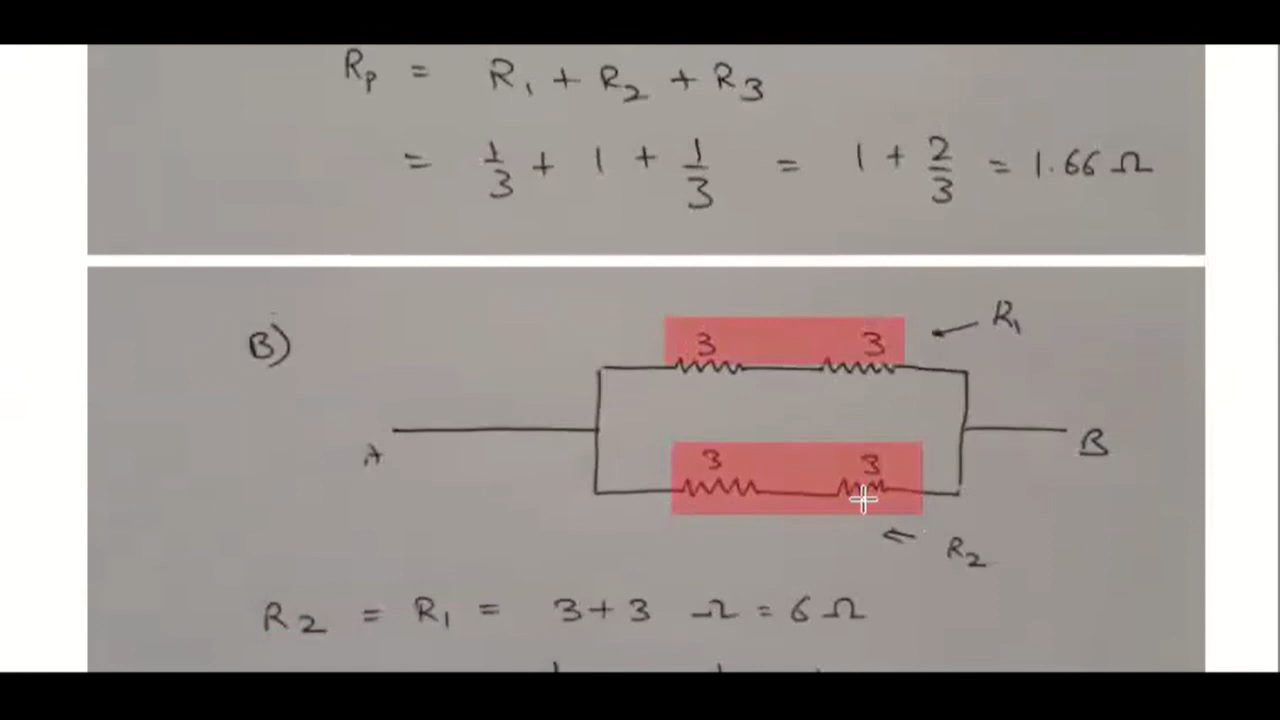 Rp = R1 + R2 + R3
= 1/3 + 1 + 1/3 = 1 + 2/3 = 1.66 Ω
B)
R1
3 3
A B
3 3
R2
R2 = R1 = 3+3 Ω = 6 Ω